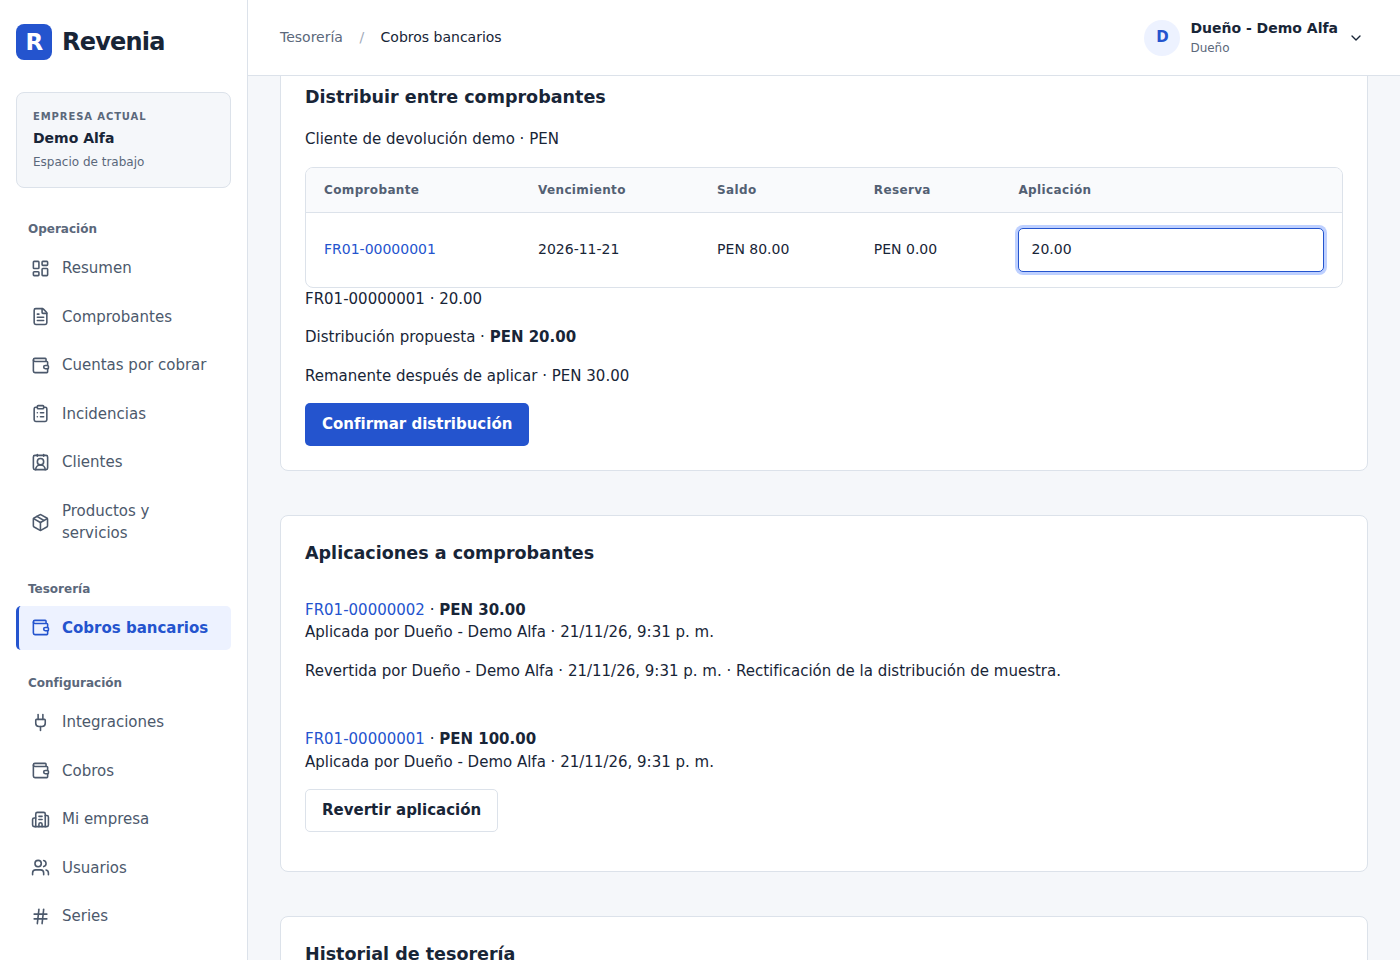 R Revenia
EMPRESA ACTUAL
Demo Alfa
Espacio de trabajo
Operación
Resumen
Comprobantes
Cuentas por cobrar
Incidencias
Clientes
Productos y
servicios
Tesorería
Cobros bancarios
Configuración
Integraciones
Cobros
Mi empresa
Usuarios
Series
Tesorería / Cobros bancarios
D
Dueño - Demo Alfa
Dueño
Distribuir entre comprobantes
Cliente de devolución demo · PEN
Comprobante Vencimiento Saldo Reserva Aplicación
FR01-00000001 2026-11-21 PEN 80.00 PEN 0.00 20.00
FR01-00000001 · 20.00
Distribución propuesta · PEN 20.00
Remanente después de aplicar · PEN 30.00
Confirmar distribución
Aplicaciones a comprobantes
FR01-00000002 · PEN 30.00
Aplicada por Dueño - Demo Alfa · 21/11/26, 9:31 p. m.
Revertida por Dueño - Demo Alfa · 21/11/26, 9:31 p. m. · Rectificación de la distribución de muestra.
FR01-00000001 · PEN 100.00
Aplicada por Dueño - Demo Alfa · 21/11/26, 9:31 p. m.
Revertir aplicación
Historial de tesorería